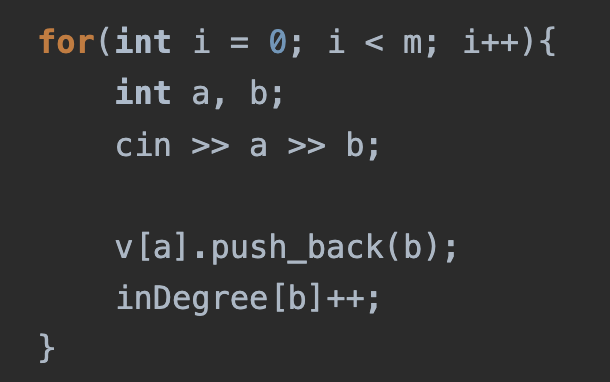 for(int i = 0; i < m; i++){
    int a, b;
    cin >> a >> b;

    v[a].push_back(b);
    inDegree[b]++;
}